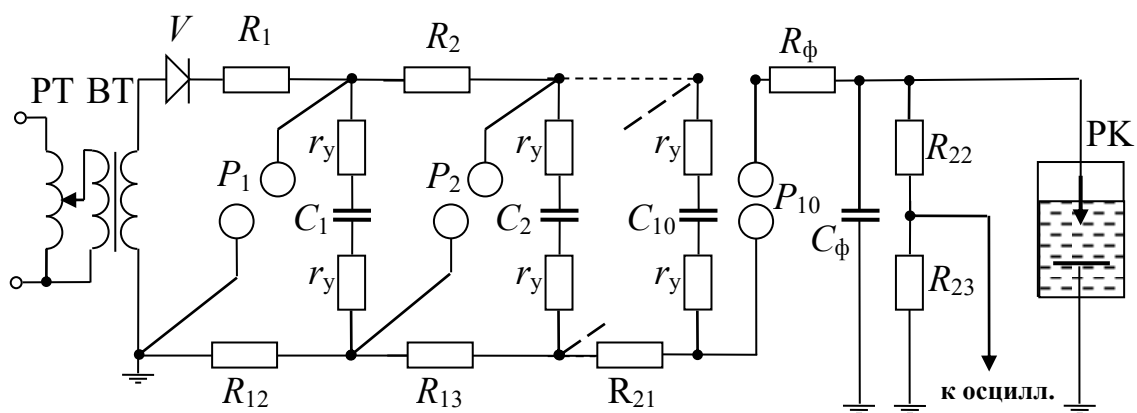 V R₁ R₂ Rф
РТ ВТ
rу rу rу R₂₂ РК
P₁ P₂ P₁₀
C₁ C₂ C₁₀ Cф
rу rу rу R₂₃
R₁₂ R₁₃ R₂₁ к осцилл.